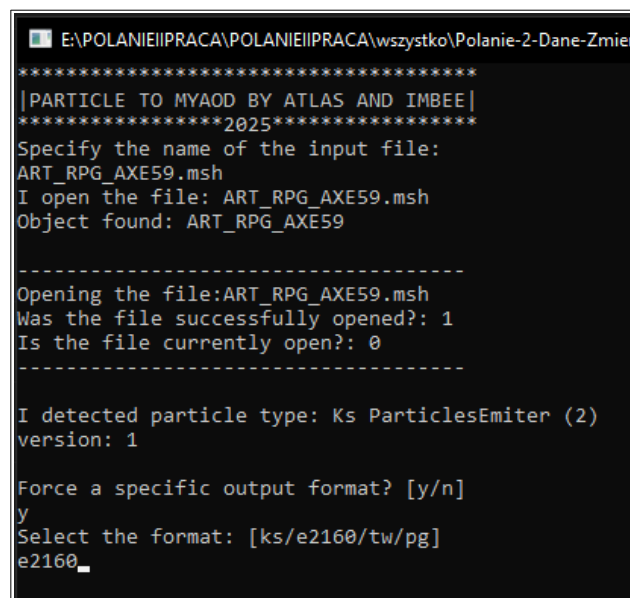 E:\POLANIEIIPRACA\POLANIEIIPRACA\wszystko\Polanie-2-Dane-Zmie
**************************************
|PARTICLE TO MYAOD BY ATLAS AND IMBEE|
*****************2025*****************
Specify the name of the input file:
ART_RPG_AXE59.msh
I open the file: ART_RPG_AXE59.msh
Object found: ART_RPG_AXE59
-------------------------------------
Opening the file:ART_RPG_AXE59.msh
Was the file successfully opened?: 1
Is the file currently open?: 0
-------------------------------------
I detected particle type: Ks ParticlesEmiter (2)
version: 1
Force a specific output format? [y/n]
y
Select the format: [ks/e2160/tw/pg]
e2160_